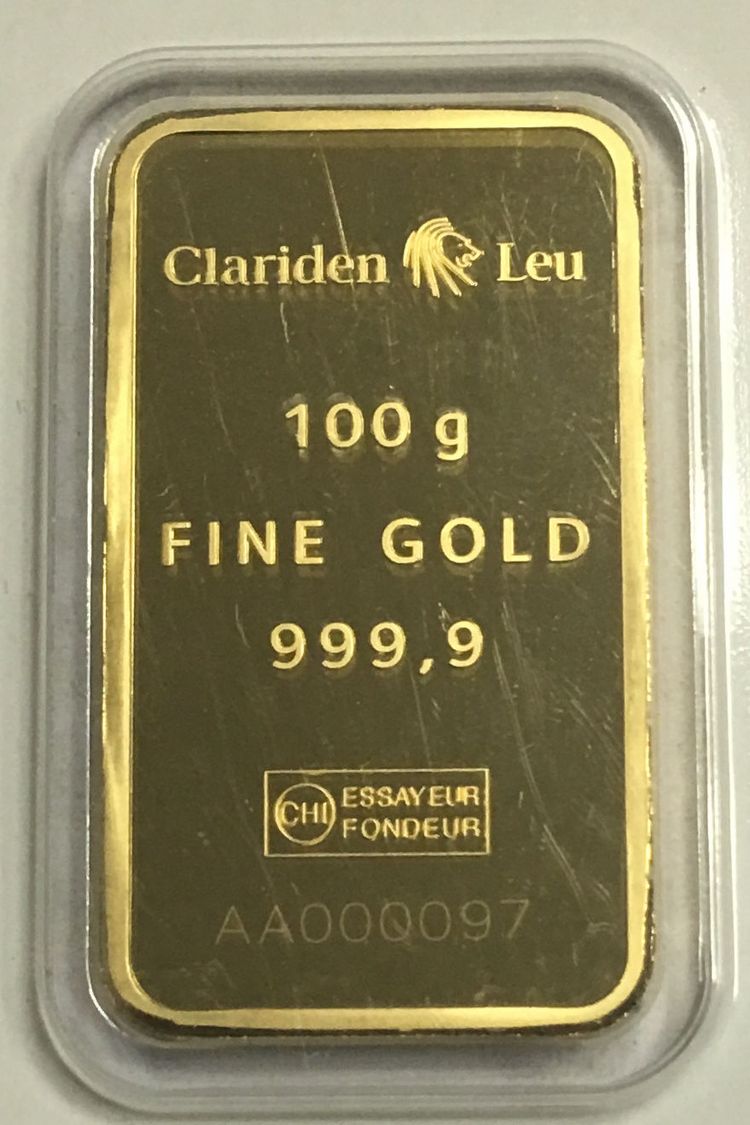 Clariden Leu
100 g
FINE GOLD
999,9
CHI ESSAYEUR
FONDEUR
AA000097